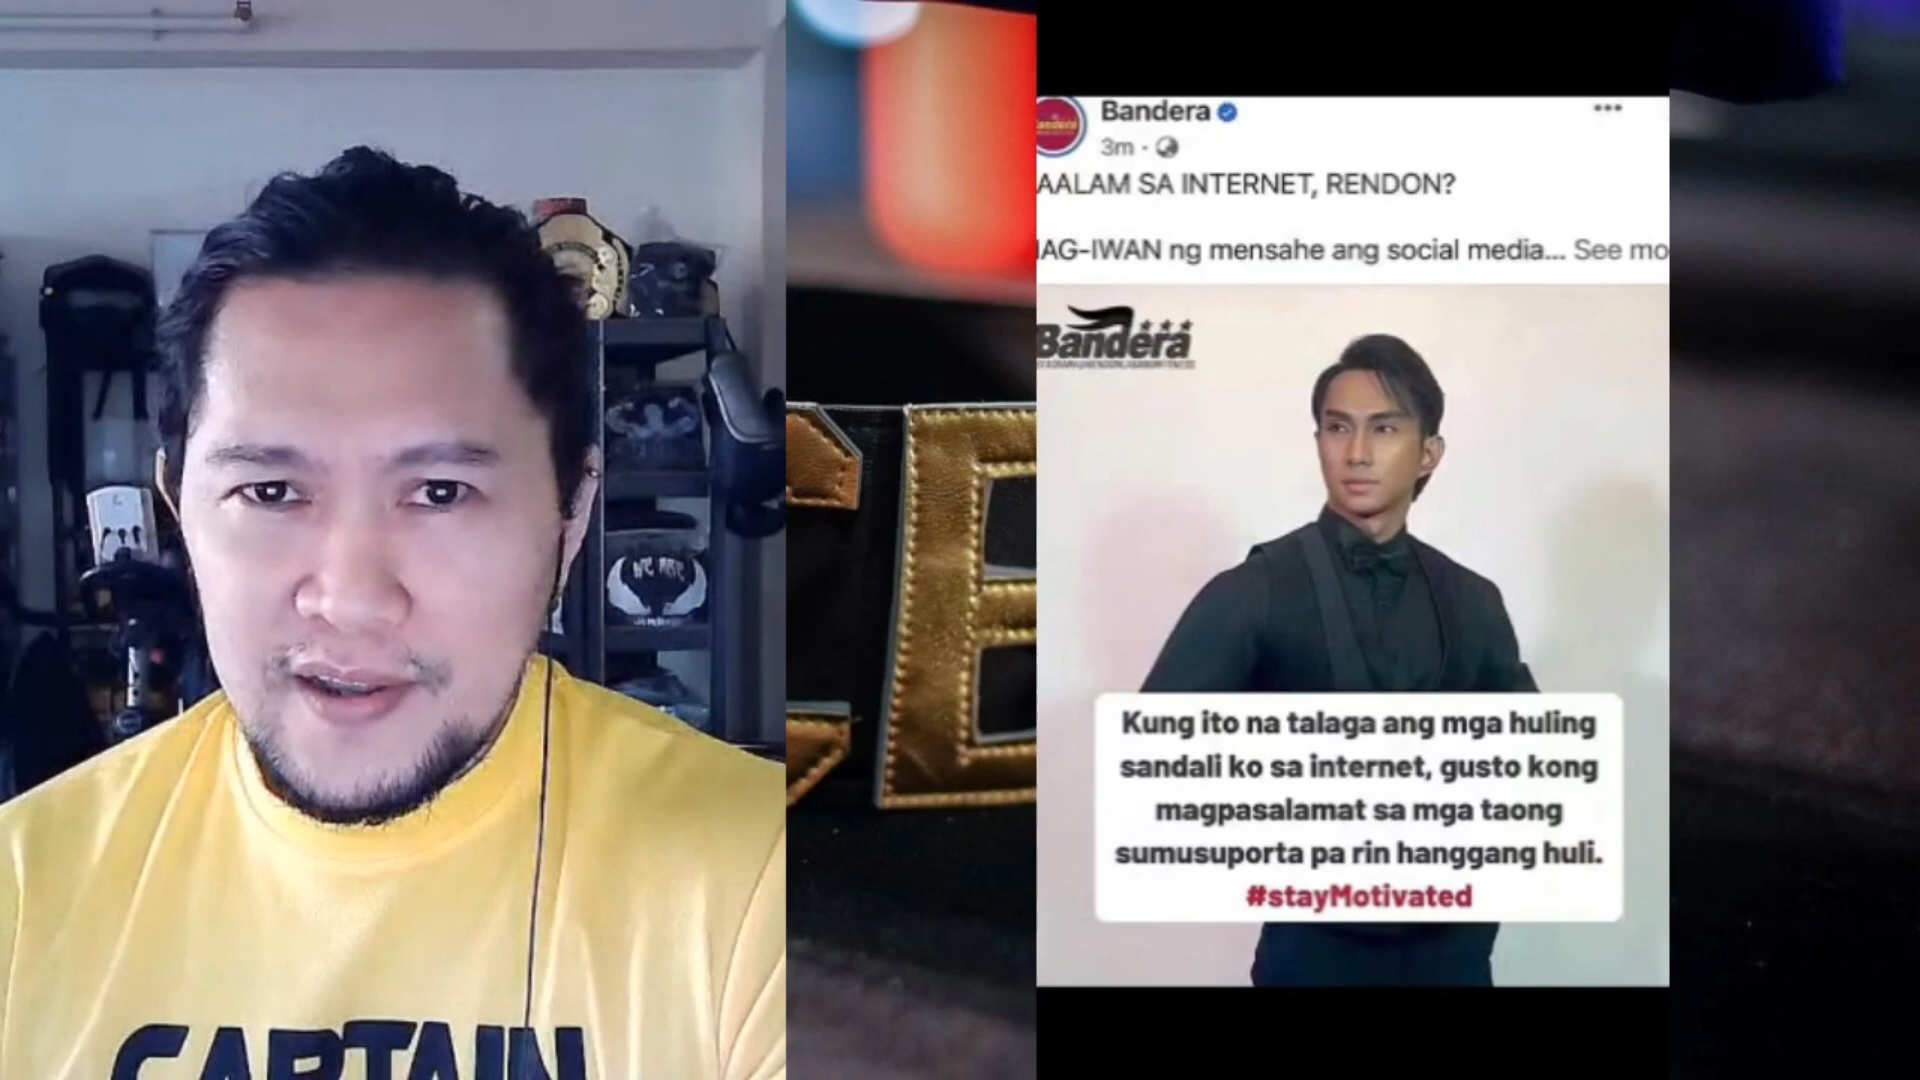 Bandera
3m
AALAM SA INTERNET, RENDON?
AG-IWAN ng mensahe ang social media... See mo
Bandera
Kung ito na talaga ang mga huling
sandali ko sa internet, gusto kong
magpasalamat sa mga taong
sumusuporta pa rin hanggang huli.
#stayMotivated
WE ARE
CAPTAIN